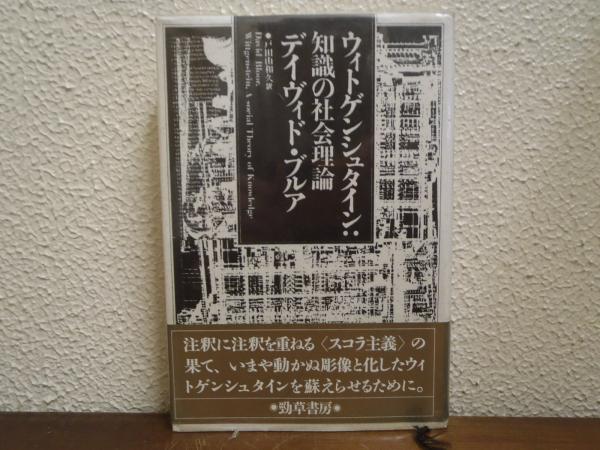 ウィトゲンシュタイン:
知識の社会理論
デイヴィド・ブルア
●戸田山和久訳
David Bloor,
Wittgenstein, A social Theory of Knowledge
注釈に注釈を重ねる〈スコラ主義〉の
果て、いまや動かぬ彫像と化したウィ
トゲンシュタインを蘇えらせるために。
●勁草書房●